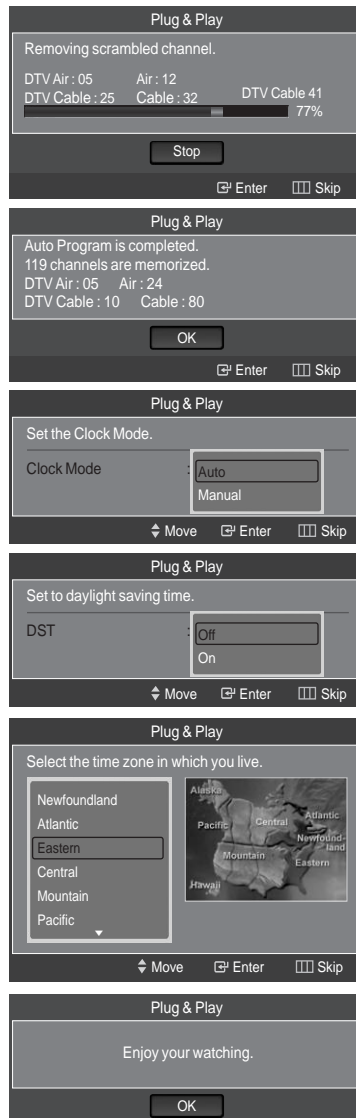 Plug & Play
Removing scrambled channel.
DTV Air : 05 Air : 12
DTV Cable : 25 Cable : 32 DTV Cable 41
77%
Stop
Enter Skip
Plug & Play
Auto Program is completed.
119 channels are memorized.
DTV Air : 05 Air : 24
DTV Cable : 10 Cable : 80
OK
Enter Skip
Plug & Play
Set the Clock Mode.
Clock Mode : Auto
Manual
Move Enter Skip
Plug & Play
Set to daylight saving time.
DST : Off
On
Move Enter Skip
Plug & Play
Select the time zone in which you live.
Newfoundland
Atlantic
Eastern
Central
Mountain
Pacific
Alaska
Pacific Central Atlantic
Newfound-
land
Mountain Eastern
Hawaii
Move Enter Skip
Plug & Play
Enjoy your watching.
OK